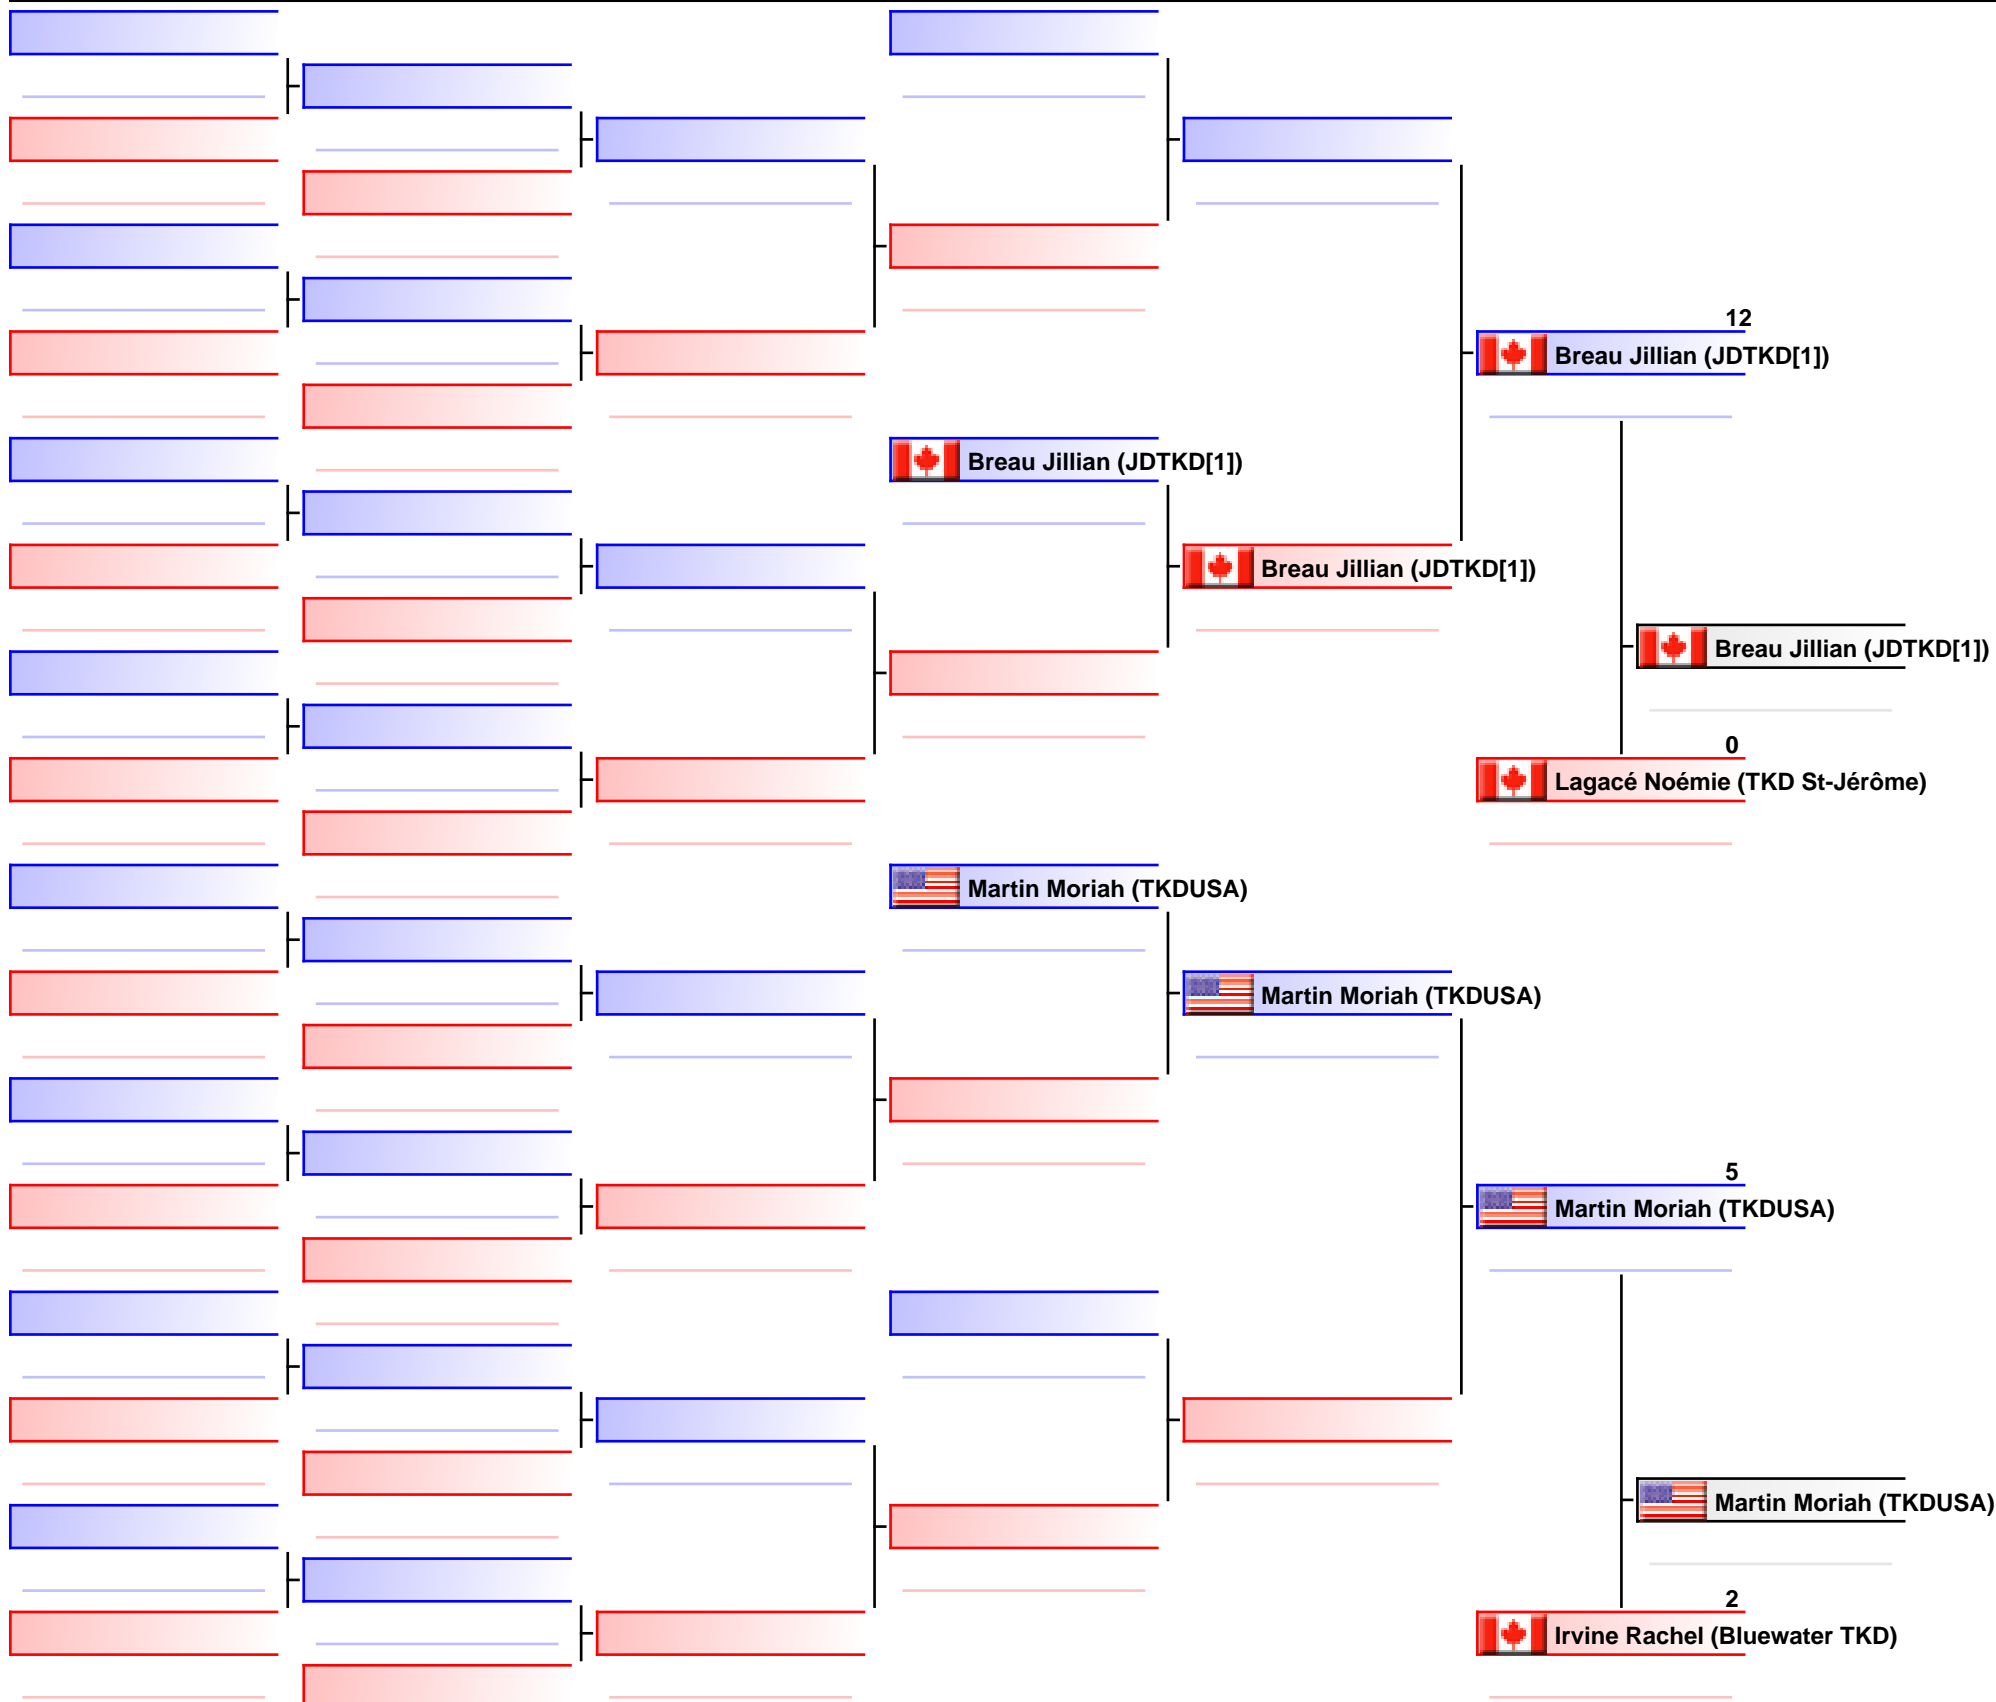 12
Breau Jillian (JDTKD[1])
Breau Jillian (JDTKD[1])
Breau Jillian (JDTKD[1])
Breau Jillian (JDTKD[1])
0
Lagacé Noémie (TKD St-Jérôme)
Martin Moriah (TKDUSA)
Martin Moriah (TKDUSA)
5
Martin Moriah (TKDUSA)
Martin Moriah (TKDUSA)
2
Irvine Rachel (Bluewater TKD)